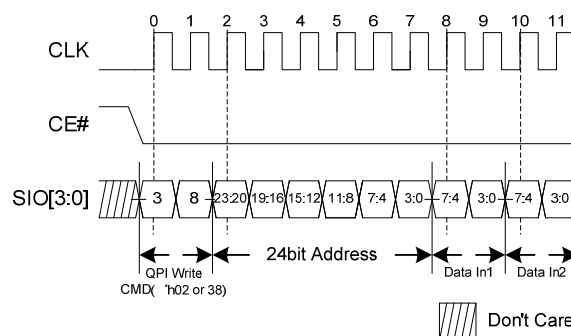 0 1 2 3 4 5 6 7 8 9 10 11
CLK
CE#
SIO[3:0] 3 8 23:20 19:16 15:12 11:8 7:4 3:0 7:4 3:0 7:4 3:0
QPI Write 24bit Address Data In1 Data In2
CMD( 'h02 or 38)
Don't Care